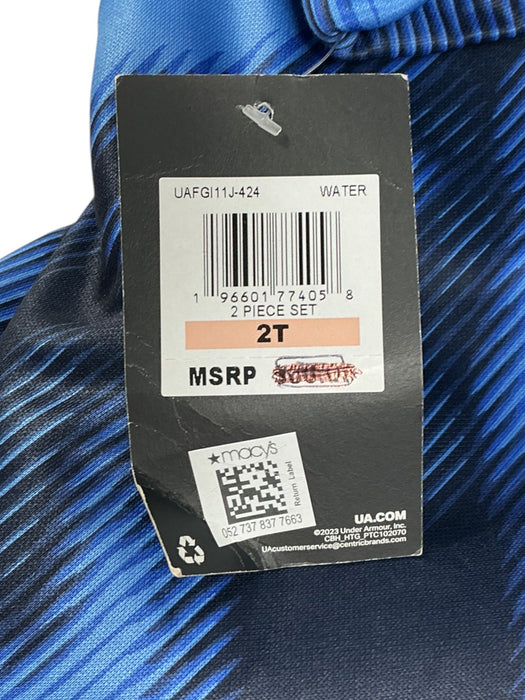 UAFGI11J-424 WATER
1 96601 77405 8
2 PIECE SET
2T
MSRP
★macy's
Return Label
052 737 837 7663
UA.COM
©2023 Under Armour, Inc.
CBH_HTG_PTC102070
UAcustomerservice@centricbrands.com